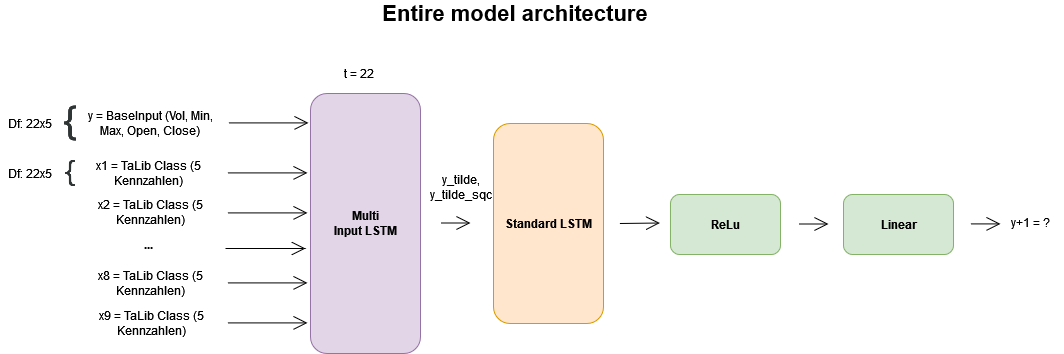 Entire model architecture
t = 22
Df: 22x5
{
y = BaseInput (Vol, Min,
Max, Open, Close)
Df: 22x5
{
x1 = TaLib Class (5
Kennzahlen)
x2 = TaLib Class (5
Kennzahlen)
...
x8 = TaLib Class (5
Kennzahlen)
x9 = TaLib Class (5
Kennzahlen)
Multi
Input LSTM
y_tilde,
y_tilde_sqc
Standard LSTM
ReLu
Linear
y+1 = ?